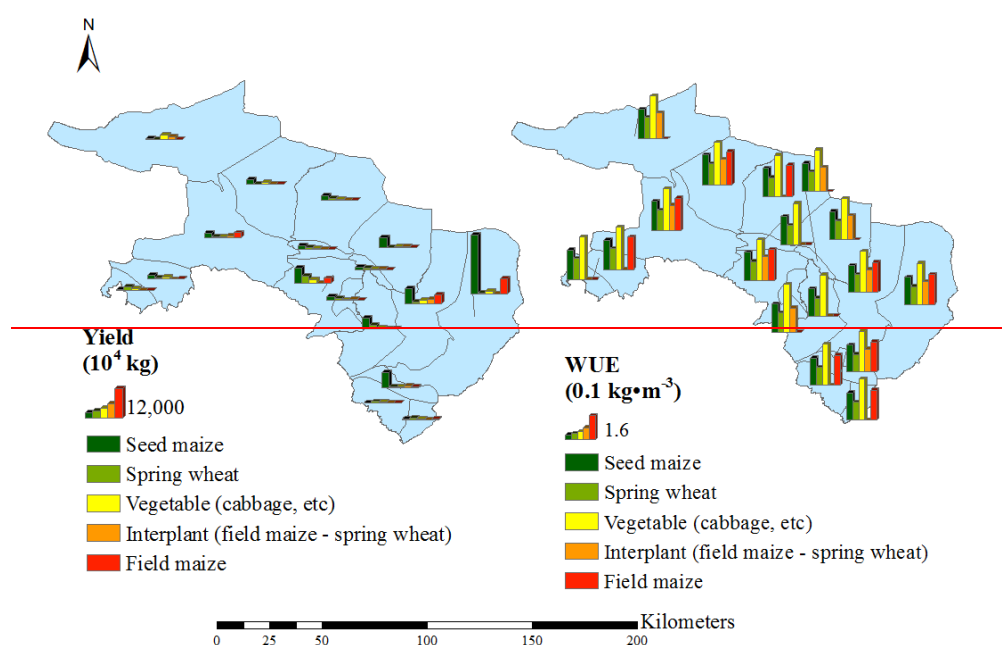 N
Yield
(10⁴ kg)
12,000
Seed maize
Spring wheat
Vegetable (cabbage, etc)
Interplant (field maize - spring wheat)
Field maize
WUE
(0.1 kg•m⁻³)
1.6
Seed maize
Spring wheat
Vegetable (cabbage, etc)
Interplant (field maize - spring wheat)
Field maize
Kilometers
0 25 50 100 150 200